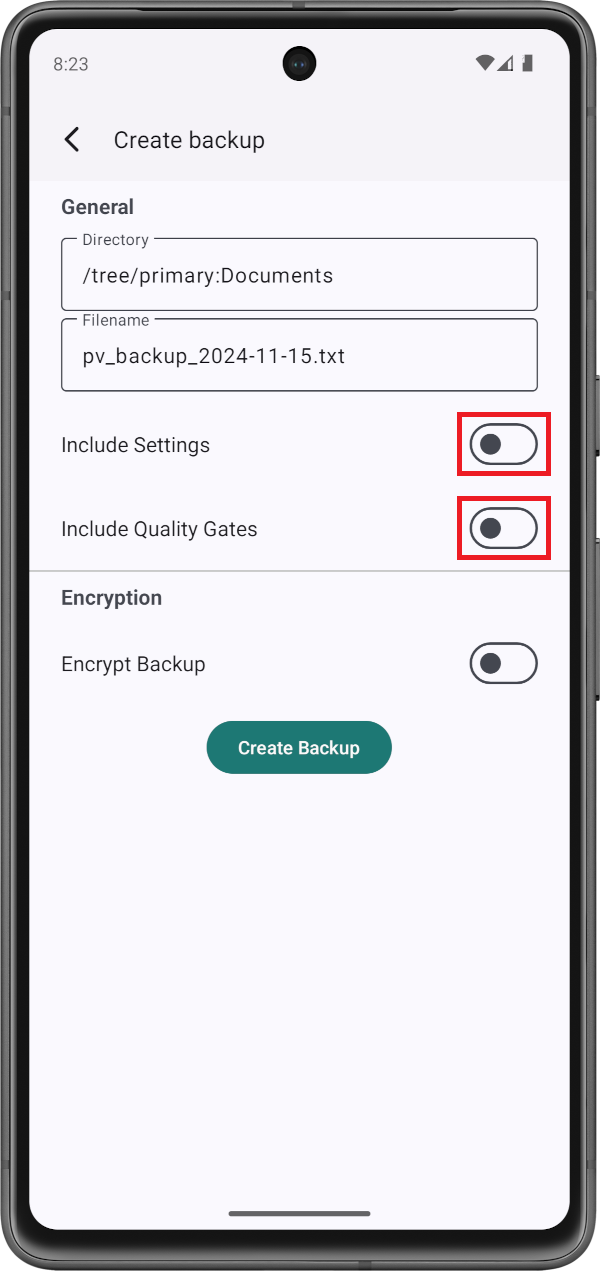 8:23
Create backup
General
Directory
/tree/primary:Documents
Filename
pv_backup_2024-11-15.txt
Include Settings
Include Quality Gates
Encryption
Encrypt Backup
Create Backup